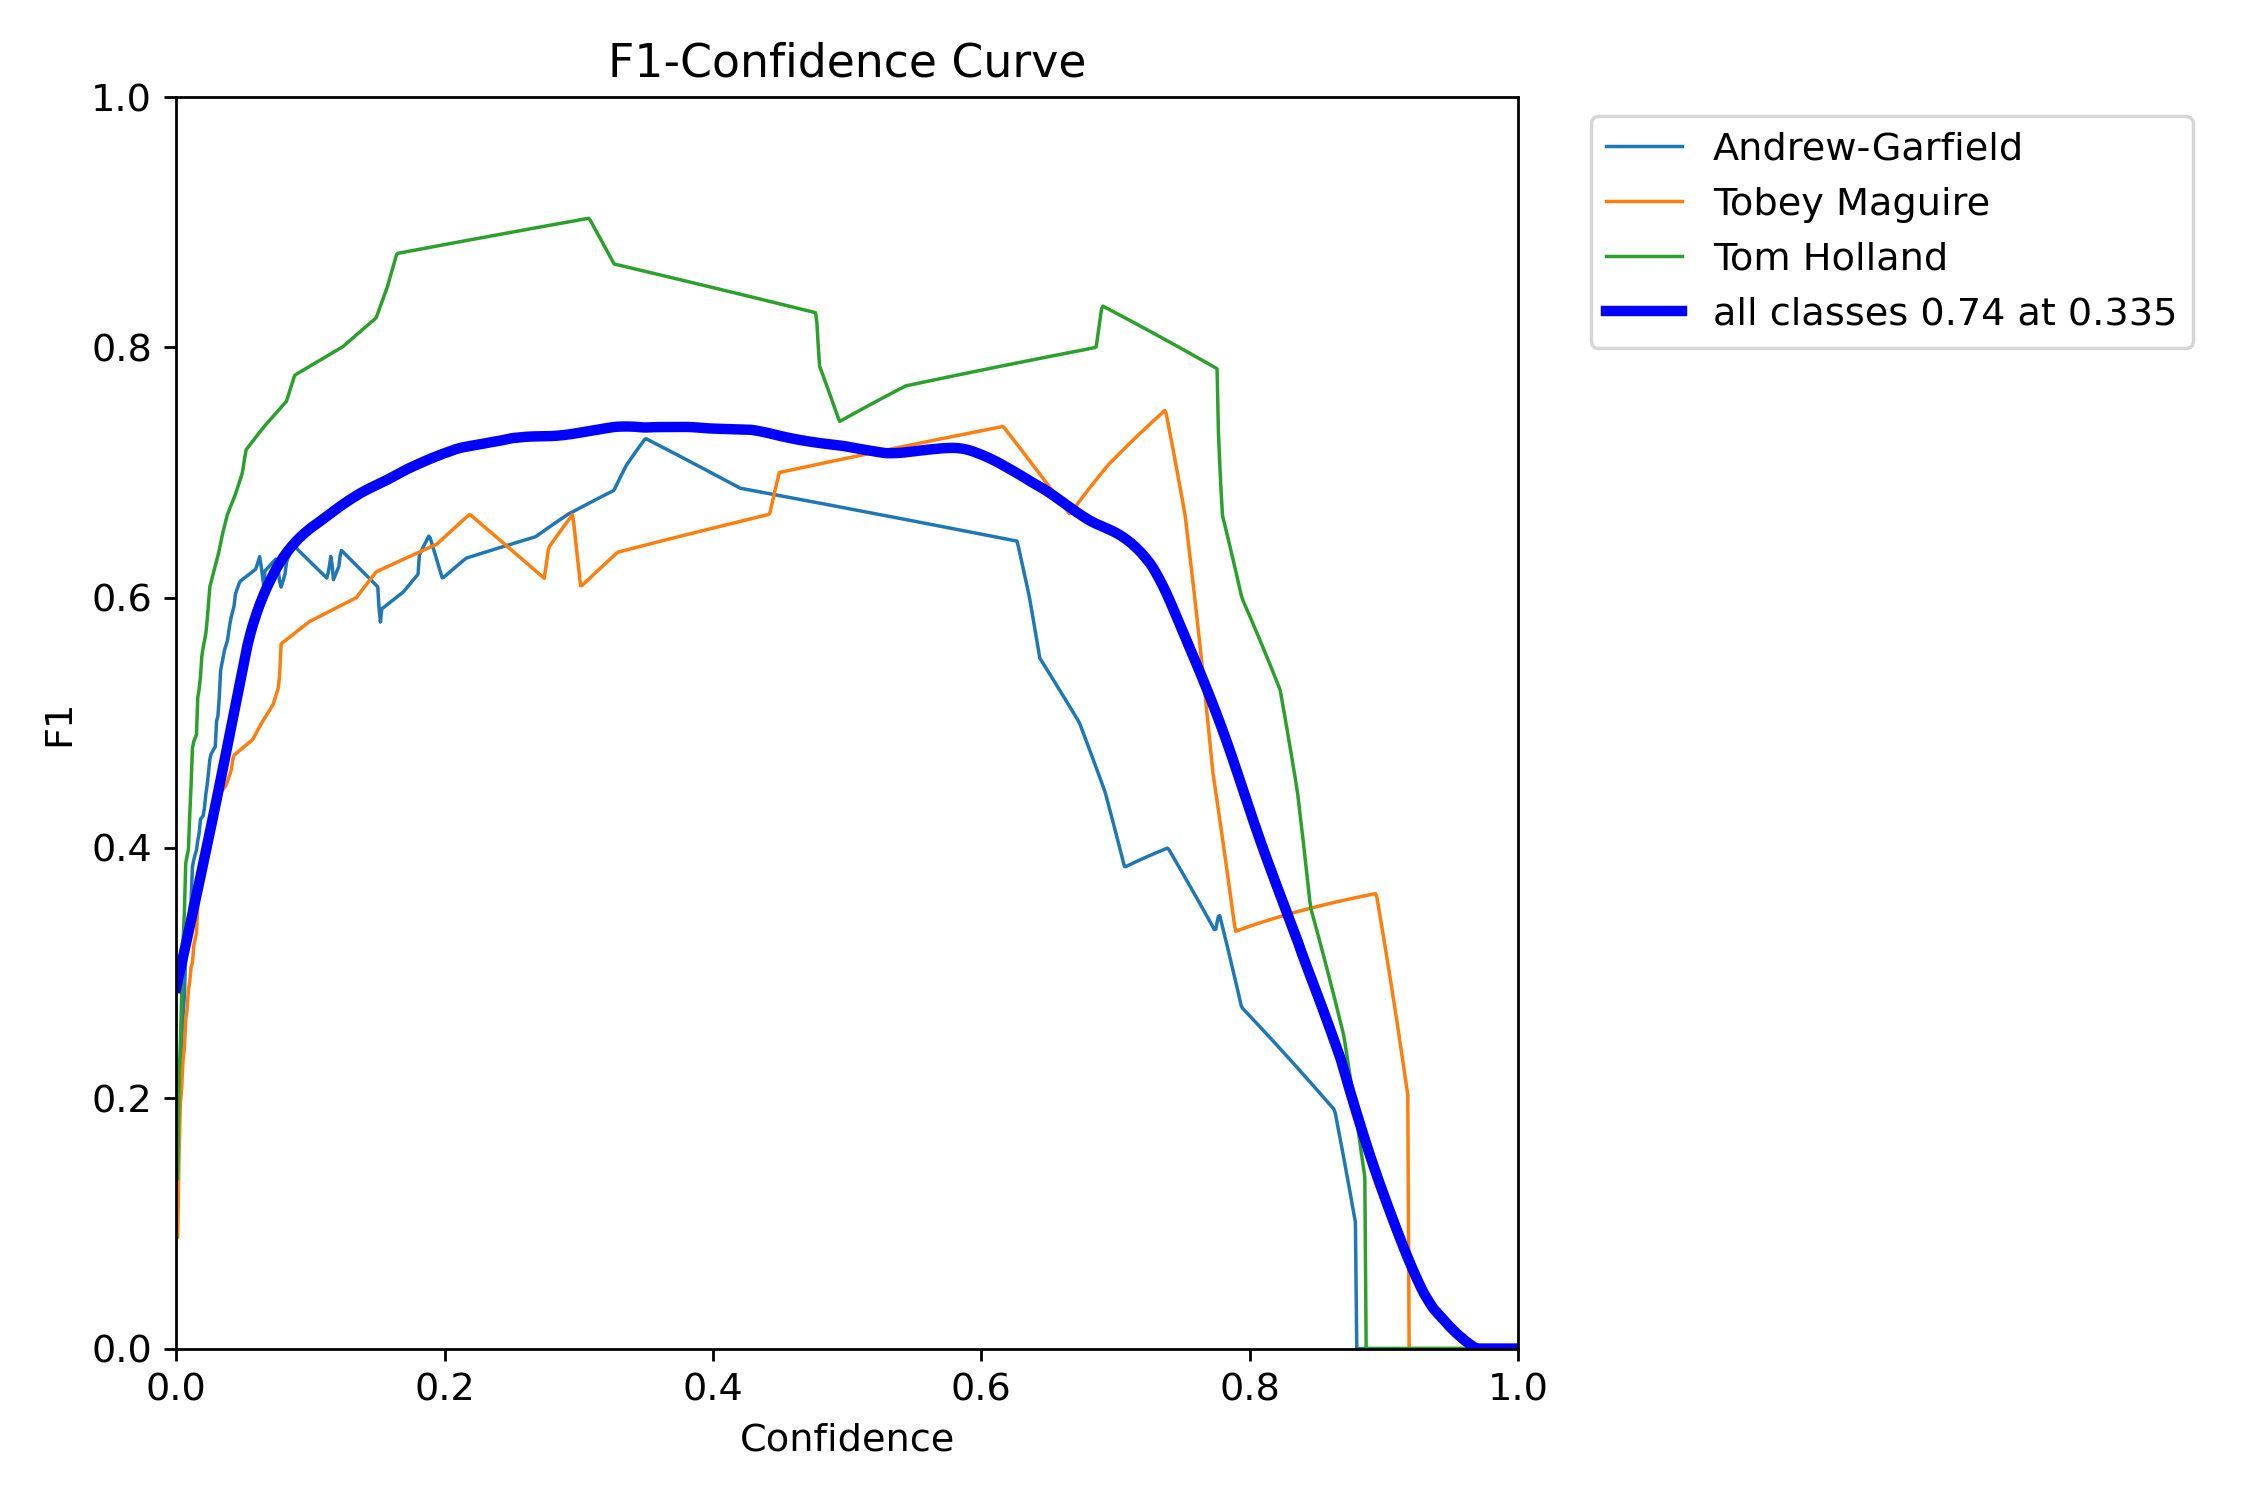 F1-Confidence Curve
Andrew-Garfield
Tobey Maguire
Tom Holland
all classes 0.74 at 0.335
F1
1.0
0.8
0.6
0.4
0.2
0.0
0.0 0.2 0.4 0.6 0.8 1.0
Confidence